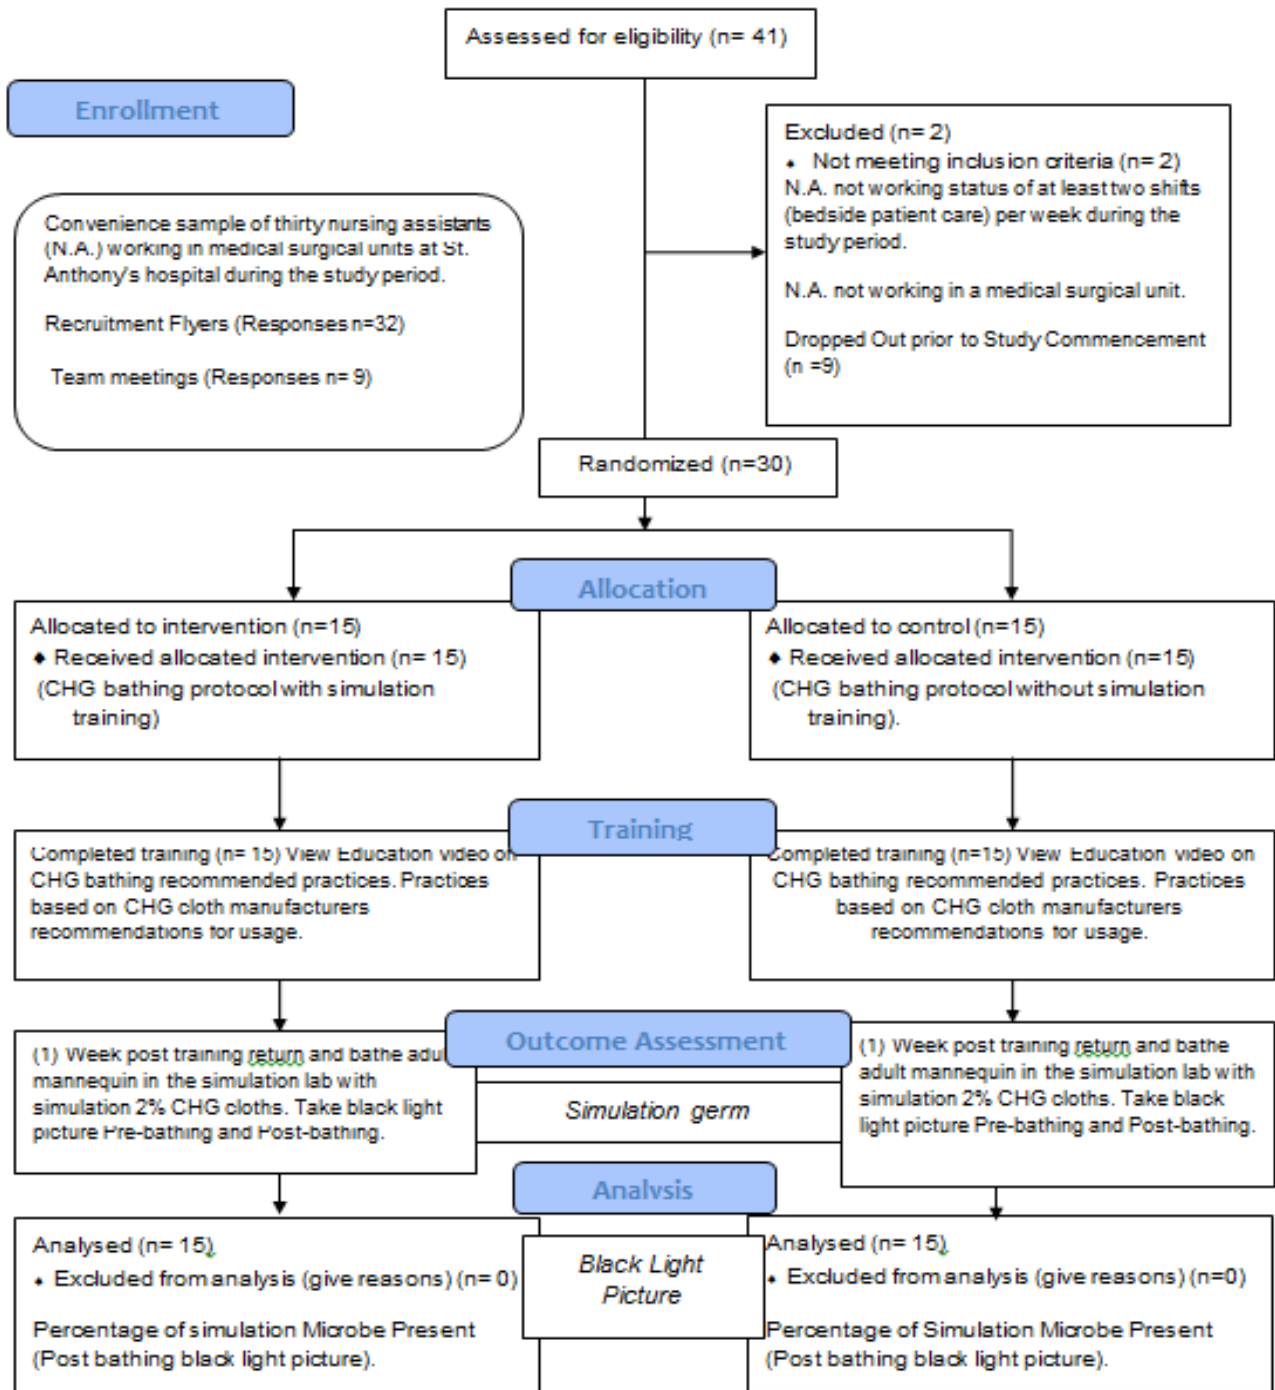 Assessed for eligibility (n= 41)
Enrollment
Excluded (n= 2)
• Not meeting inclusion criteria (n= 2)
N.A. not working status of at least two shifts
(bedside patient care) per week during the
study period.
N.A. not working in a medical surgical unit.
Dropped Out prior to Study Commencement
(n =9)
Convenience sample of thirty nursing assistants
(N.A.) working in medical surgical units at St.
Anthony's hospital during the study period.
Recruitment Flyers (Responses n=32)
Team meetings (Responses n= 9)
Randomized (n=30)
Allocation
Allocated to intervention (n=15)
♦ Received allocated intervention (n= 15)
(CHG bathing protocol with simulation
training)
Allocated to control (n=15)
♦ Received allocated intervention (n=15)
(CHG bathing protocol without simulation
training).
Training
Completed training (n= 15) View Education video on
CHG bathing recommended practices. Practices
based on CHG cloth manufacturers
recommendations for usage.
Completed training (n=15) View Education video on
CHG bathing recommended practices. Practices
based on CHG cloth manufacturers
recommendations for usage.
Outcome Assessment
(1) Week post training return and bathe adult
mannequin in the simulation lab with
simulation 2% CHG cloths. Take black light
picture Pre-bathing and Post-bathing.
Simulation germ
(1) Week post training return and bathe
adult mannequin in the simulation lab with
simulation 2% CHG cloths. Take black
light picture Pre-bathing and Post-bathing.
Analysis
Analysed (n= 15)
• Excluded from analysis (give reasons) (n= 0)
Percentage of simulation Microbe Present
(Post bathing black light picture).
Black Light
Picture
Analysed (n= 15)
• Excluded from analysis (give reasons) (n=0)
Percentage of Simulation Microbe Present
(Post bathing black light picture).